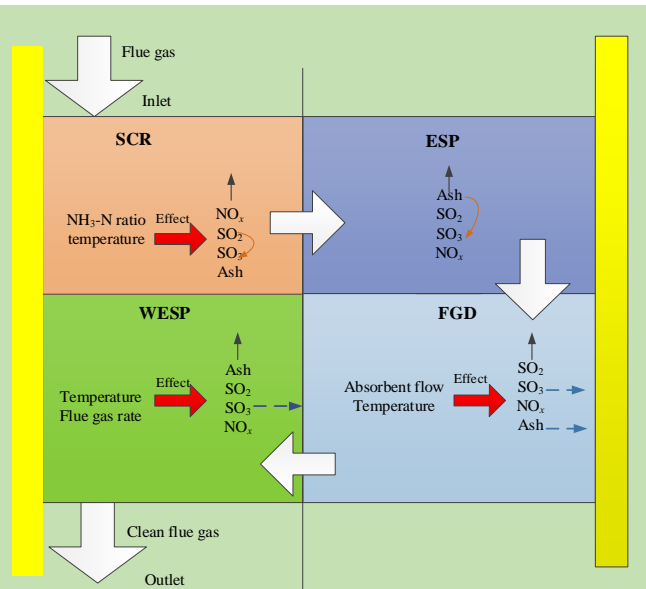 Flue gas
Inlet
SCR
NH₃-N ratio
temperature
Effect
NOₓ
SO₂
SO₃
Ash
ESP
Ash
SO₂
SO₃
NOₓ
WESP
Temperature
Flue gas rate
Effect
Ash
SO₂
SO₃
NOₓ
FGD
Absorbent flow
Temperature
Effect
SO₂
SO₃
NOₓ
Ash
Clean flue gas
Outlet